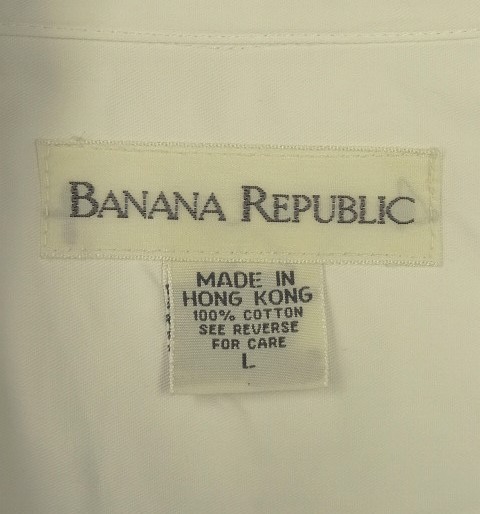 BANANA REPUBLIC
MADE IN
HONG KONG
100% COTTON
SEE REVERSE
FOR CARE
L